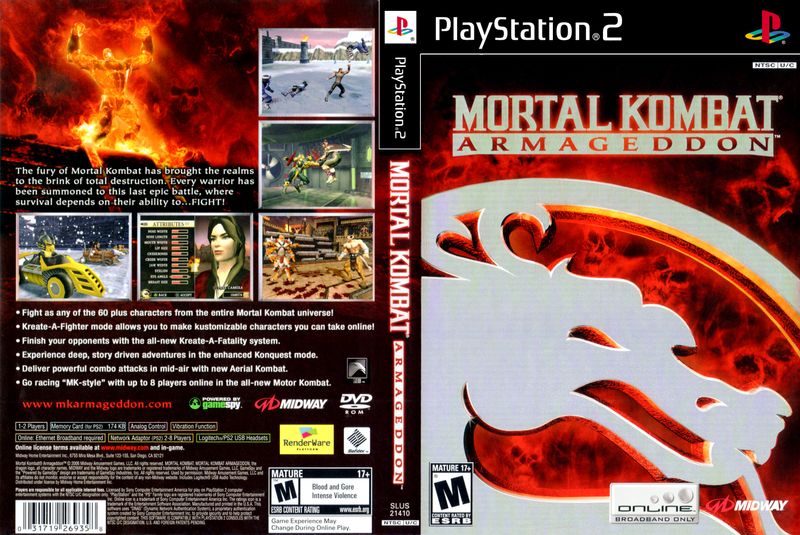 The fury of Mortal Kombat has brought the realms
to the brink of total destruction. Every warrior has
been summoned to this last epic battle, where
survival depends on their ability to...FIGHT!
ATTRIBUTES
• Fight as any of the 60 plus characters from the entire Mortal Kombat universe!
• Kreate-A-Fighter mode allows you to make kustomizable characters you can take online!
• Finish your opponents with the all-new Kreate-A-Fatality system.
• Experience deep, story driven adventures in the enhanced Konquest mode.
• Deliver powerful combo attacks in mid-air with new Aerial Kombat.
• Go racing "MK-style" with up to 8 players online in the all-new Motor Kombat.
www.mkarmageddon.com
POWERED BY
gamespy
MIDWAY
DVD
ROM
1-2 Players
Memory Card (for PS2)
174 KB
Analog Control
Vibration Function
Online: Ethernet Broadband required
Network Adaptor (PS2) 2-8 Players
Logitech/PS2 USB Headsets
Online license terms available at www.midway.com and in-game.
Midway Home Entertainment Inc.
RenderWare
PLATFORM
MATURE 17+
M
Blood and Gore
Intense Violence
ESRB CONTENT RATING www.esrb.org
Game Experience May
Change During Online Play.
0 31719 26935 8
PlayStation.2
MORTAL KOMBAT
ARMAGEDDON
SLUS
21410
NTSC U/C
PlayStation®2
NTSC U/C
MORTAL KOMBAT®
ARMAGEDDON™
MATURE 17+
M
CONTENT RATED BY
ESRB
ONLINE
BROADBAND ONLY
MIDWAY